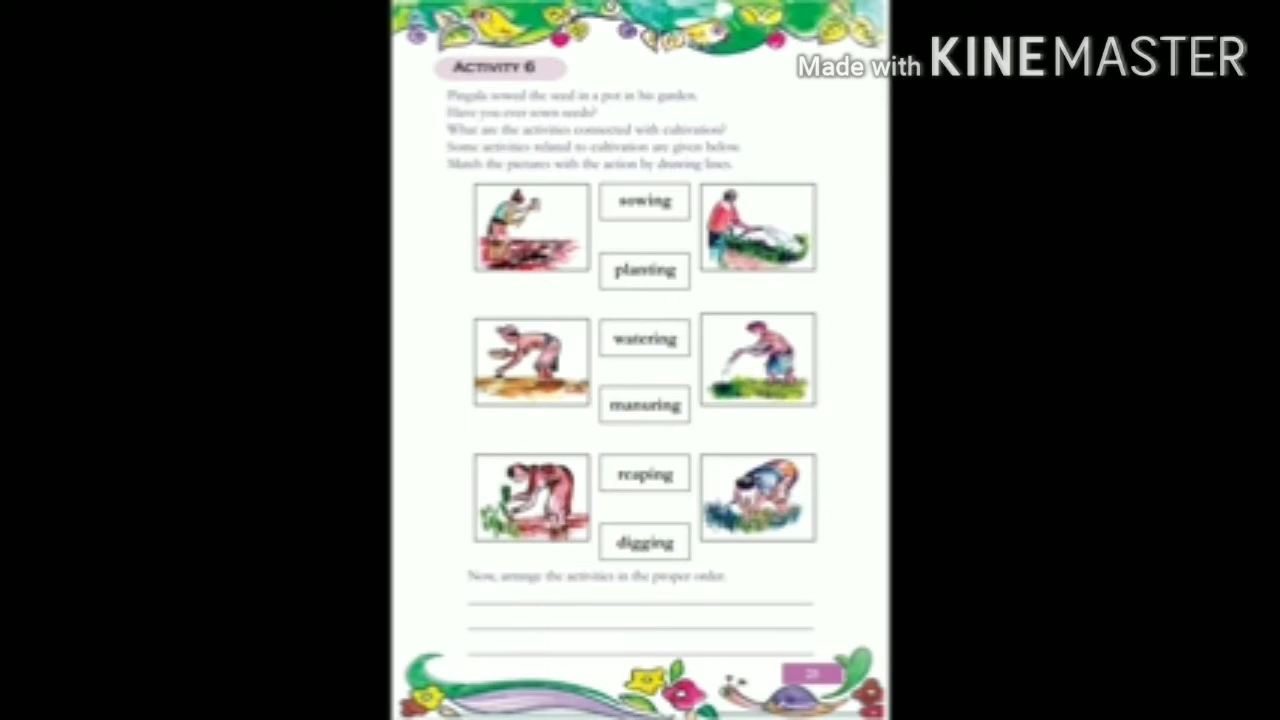 Made with KINEMASTER
ACTIVITY 6
Pingala sowed the seed in a pot in his garden.
Have you ever sown seeds?
What are the activities connected with cultivation?
Some activities related to cultivation are given below.
Match the pictures with the action by drawing lines.
sowing
planting
watering
manuring
reaping
digging
Now, arrange the activities in the proper order.